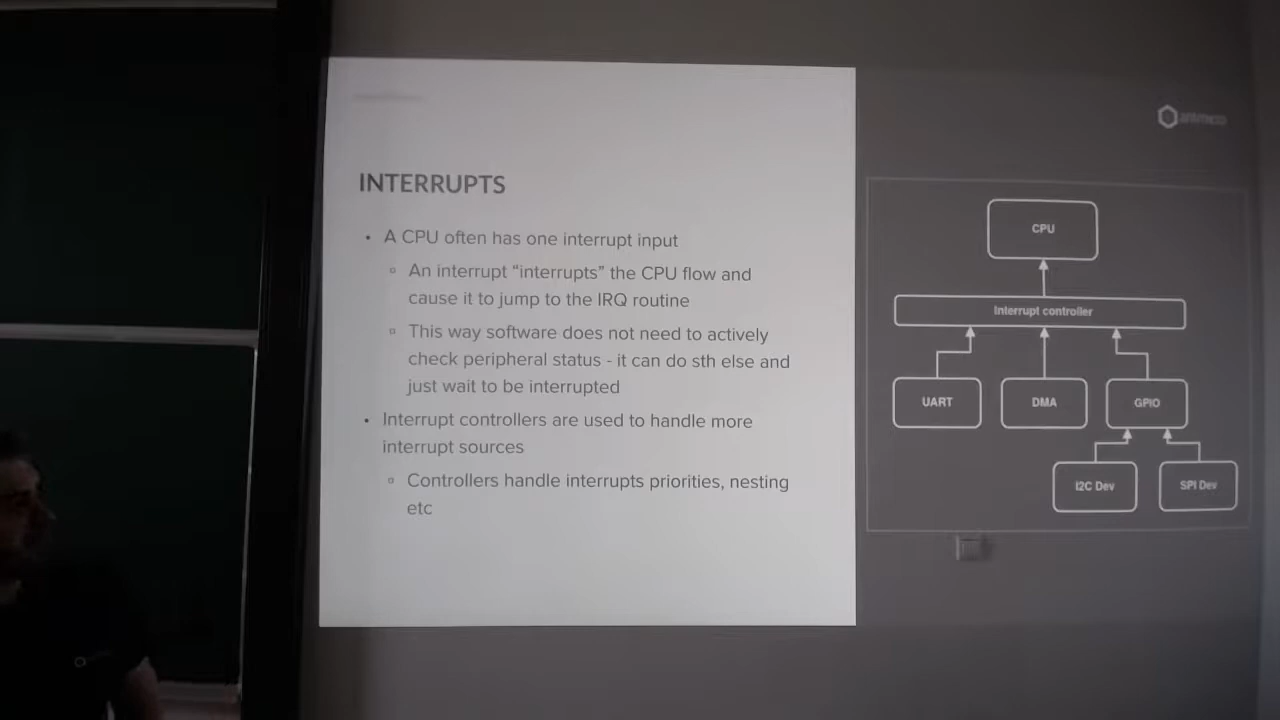 INTERRUPTS
• A CPU often has one interrupt input
▫ An interrupt “interrupts” the CPU flow and
cause it to jump to the IRQ routine
▫ This way software does not need to actively
check peripheral status - it can do sth else and
just wait to be interrupted
• Interrupt controllers are used to handle more
interrupt sources
▫ Controllers handle interrupts priorities, nesting
etc
antmicro
CPU
Interrupt controller
UART
DMA
GPIO
I2C Dev
SPI Dev